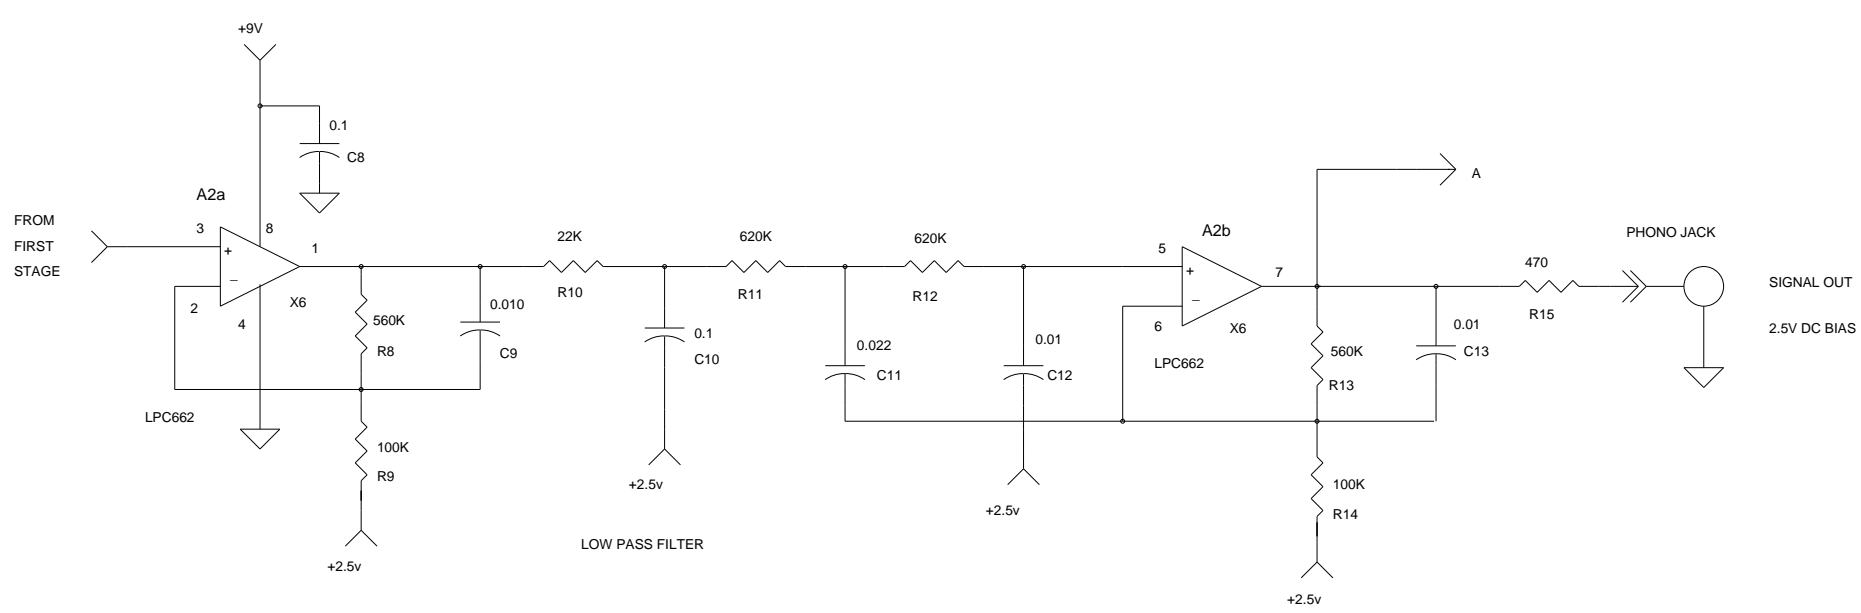 +9V
0.1
C8
A2a
FROM
FIRST
STAGE
3
8
+
1
−
2
4
X6
LPC662
560K
R8
0.010
C9
100K
R9
+2.5v
22K
R10
0.1
C10
+2.5v
LOW PASS FILTER
620K
R11
0.022
C11
620K
R12
0.01
C12
+2.5v
A2b
5
+
7
−
6
X6
LPC662
A
560K
R13
0.01
C13
100K
R14
+2.5v
470
R15
PHONO JACK
SIGNAL OUT
2.5V DC BIAS